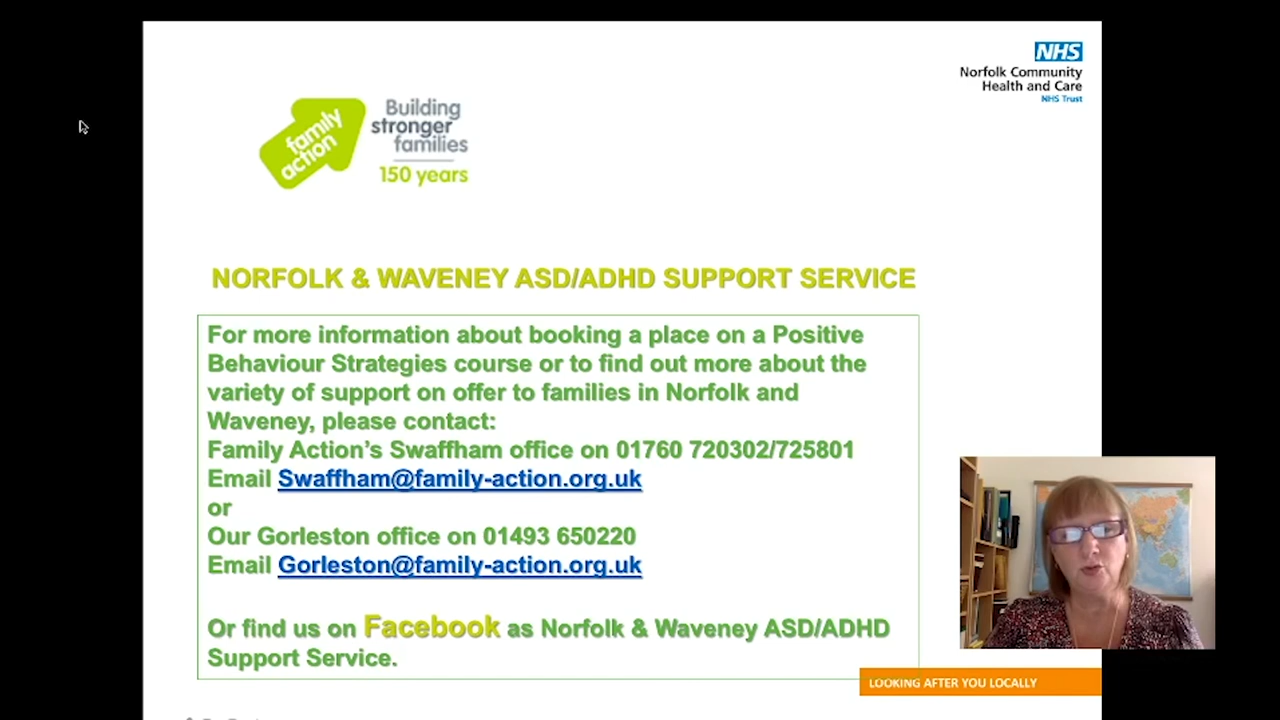 NHS
Norfolk Community
Health and Care
NHS Trust
family
action
Building
stronger
families
150 years
NORFOLK & WAVENEY ASD/ADHD SUPPORT SERVICE
For more information about booking a place on a Positive
Behaviour Strategies course or to find out more about the
variety of support on offer to families in Norfolk and
Waveney, please contact:
Family Action’s Swaffham office on 01760 720302/725801
Email Swaffham@family-action.org.uk
or
Our Gorleston office on 01493 650220
Email Gorleston@family-action.org.uk
Or find us on Facebook as Norfolk & Waveney ASD/ADHD
Support Service.
LOOKING AFTER YOU LOCALLY